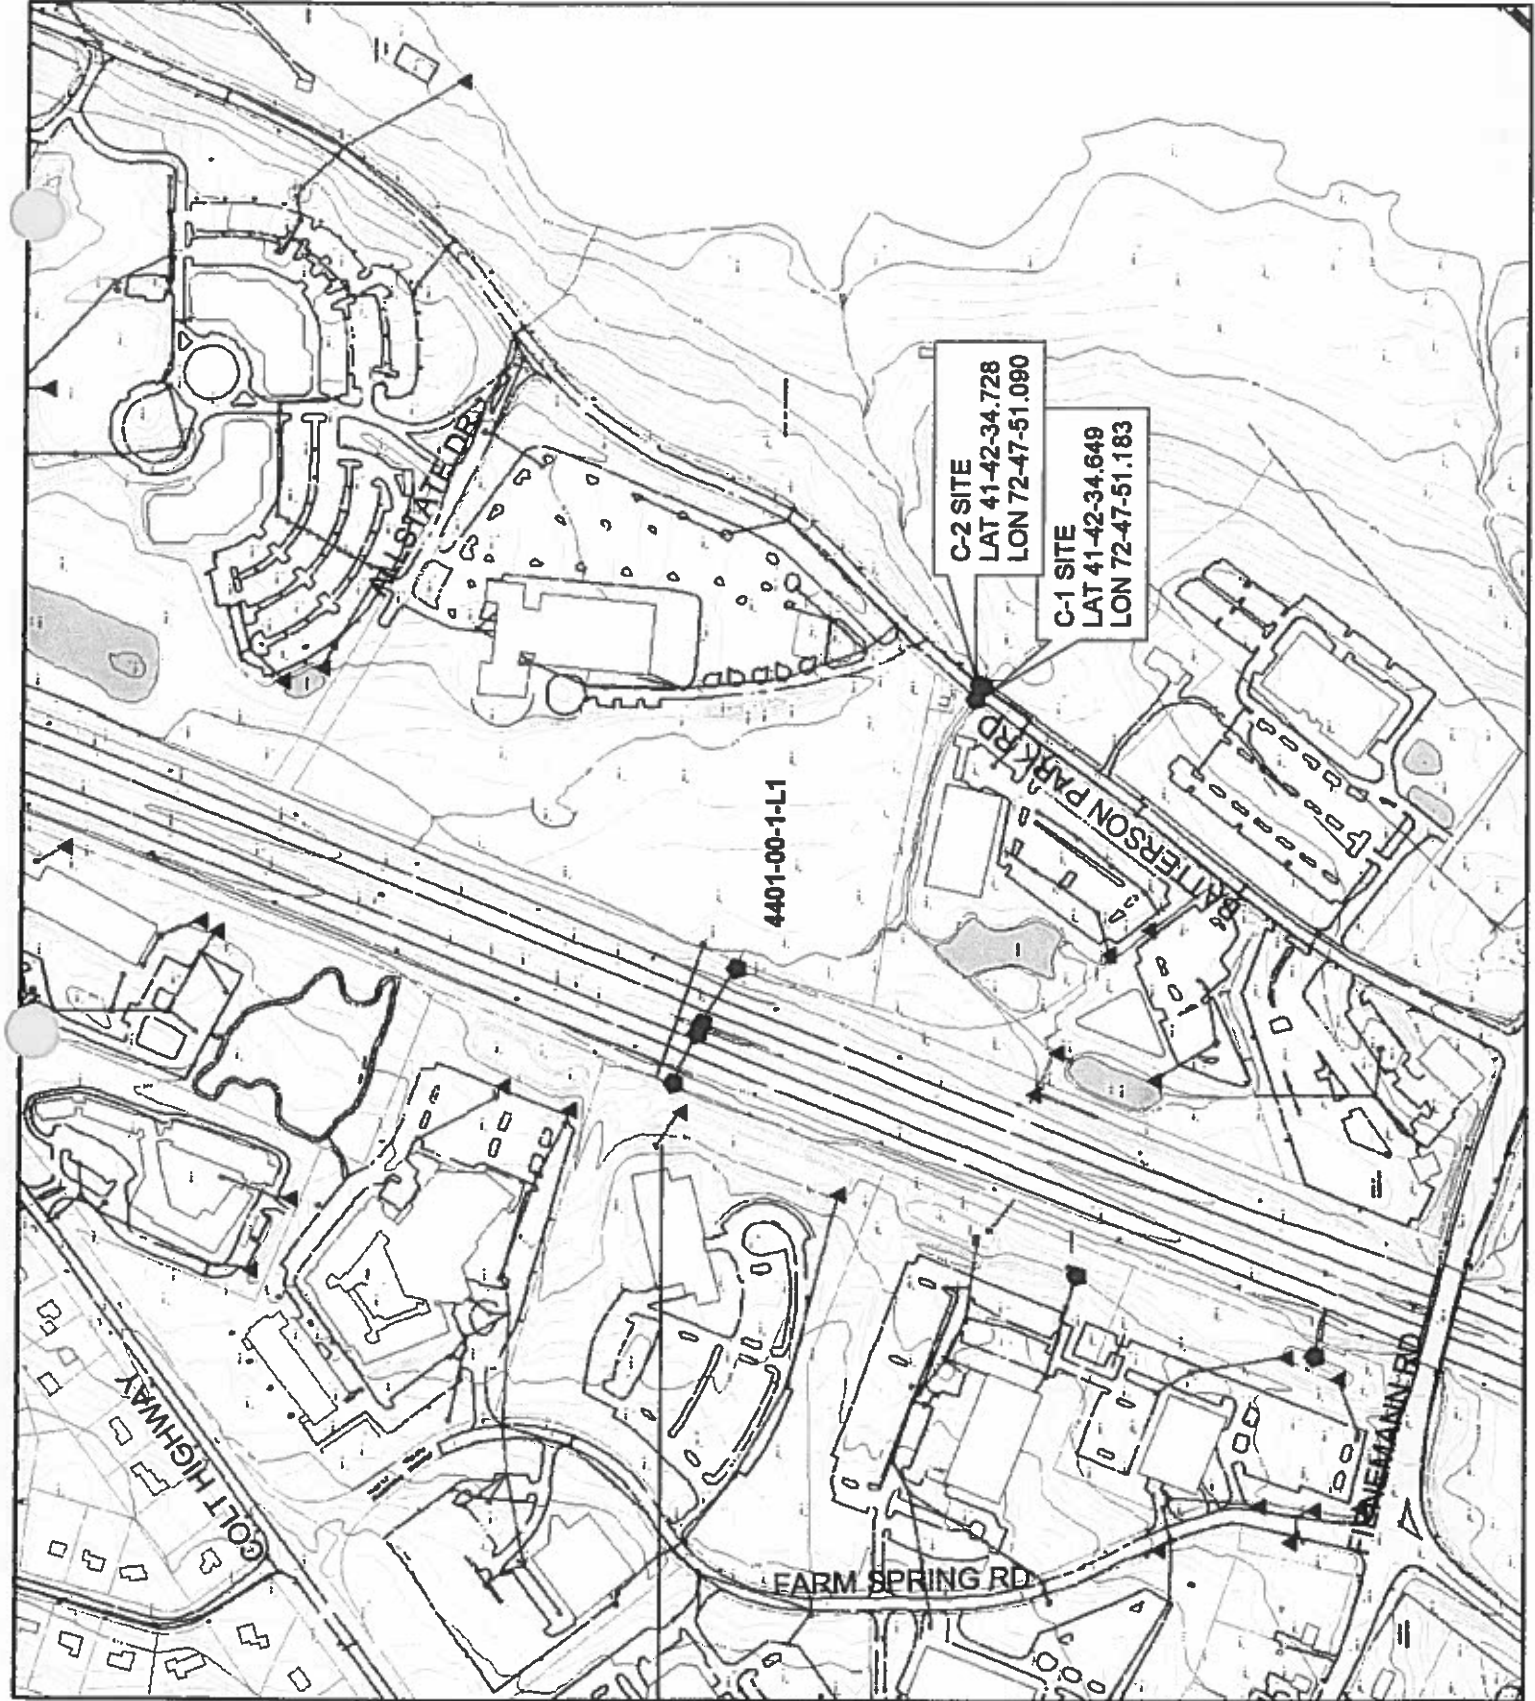 ALLSTATE DR
C-2 SITE
LAT 41-42-34.728
LON 72-47-51.090
C-1 SITE
LAT 41-42-34.649
LON 72-47-51.183
4401-00-1-L1
BATTERSON PARK RD
COLT HIGHWAY
FARM SPRING RD
FIENEMANN RD